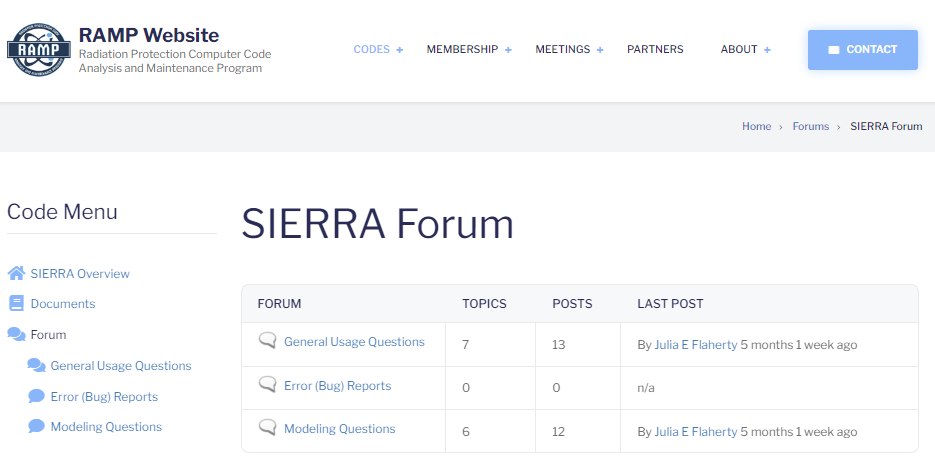 RAMP
RAMP Website
Radiation Protection Computer Code
Analysis and Maintenance Program
CODES + MEMBERSHIP + MEETINGS + PARTNERS ABOUT + CONTACT
Home › Forums › SIERRA Forum
Code Menu
SIERRA Overview
Documents
Forum
General Usage Questions
Error (Bug) Reports
Modeling Questions
SIERRA Forum
FORUM TOPICS POSTS LAST POST
General Usage Questions 7 13 By Julia E Flaherty 5 months 1 week ago
Error (Bug) Reports 0 0 n/a
Modeling Questions 6 12 By Julia E Flaherty 5 months 1 week ago